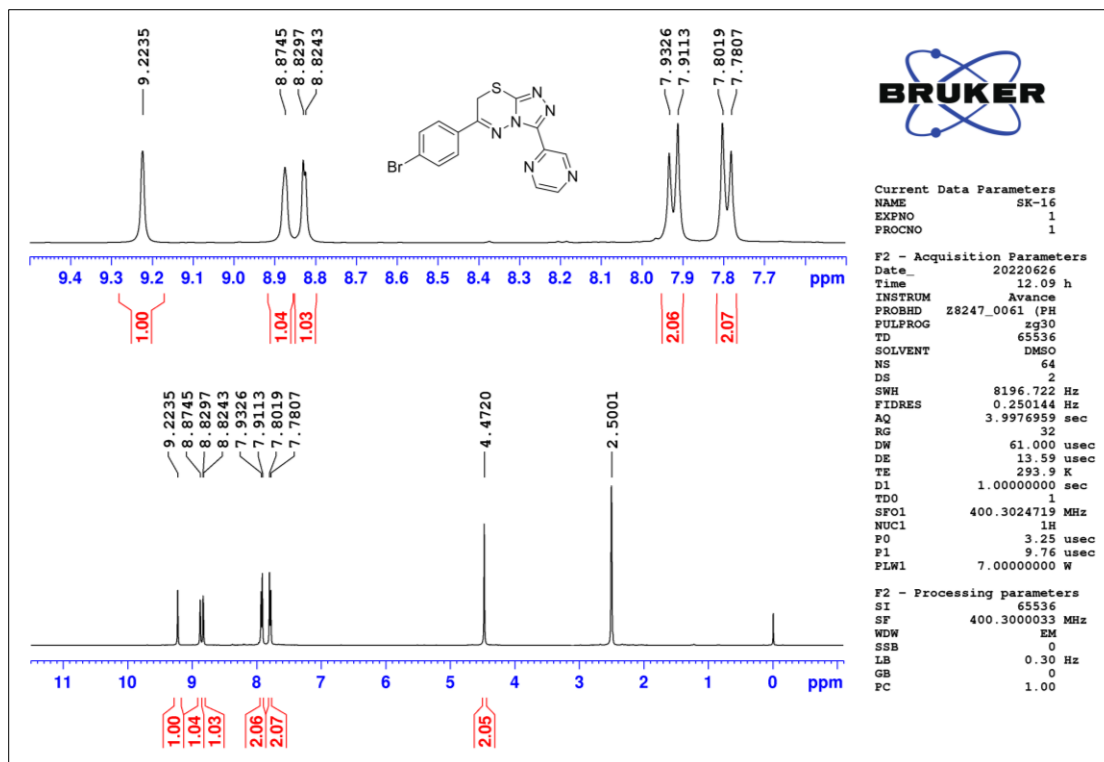 9.2235
8.8745
8.8297
8.8243
7.9326
7.9113
7.8019
7.7807
S
N
N
N
N
N
N
Br
9.4 9.3 9.2 9.1 9.0 8.9 8.8 8.7 8.6 8.5 8.4 8.3 8.2 8.1 8.0 7.9 7.8 7.7 ppm
1.00
1.04
1.03
2.06
2.07
9.2235
8.8745
8.8297
8.8243
7.9326
7.9113
7.8019
7.7807
4.4720
2.5001
11 10 9 8 7 6 5 4 3 2 1 0 ppm
1.00
1.04
1.03
2.06
2.07
2.05
BRUKER
Current Data Parameters
NAME SK-16
EXPNO 1
PROCNO 1
F2 - Acquisition Parameters
Date_ 20220626
Time 12.09 h
INSTRUM Avance
PROBHD Z8247_0061 (PH
PULPROG zg30
TD 65536
SOLVENT DMSO
NS 64
DS 2
SWH 8196.722 Hz
FIDRES 0.250144 Hz
AQ 3.9976959 sec
RG 32
DW 61.000 usec
DE 13.59 usec
TE 293.9 K
D1 1.00000000 sec
TD0 1
SFO1 400.3024719 MHz
NUC1 1H
P0 3.25 usec
P1 9.76 usec
PLW1 7.00000000 W
F2 - Processing parameters
SI 65536
SF 400.3000033 MHz
WDW EM
SSB 0
LB 0.30 Hz
GB 0
PC 1.00